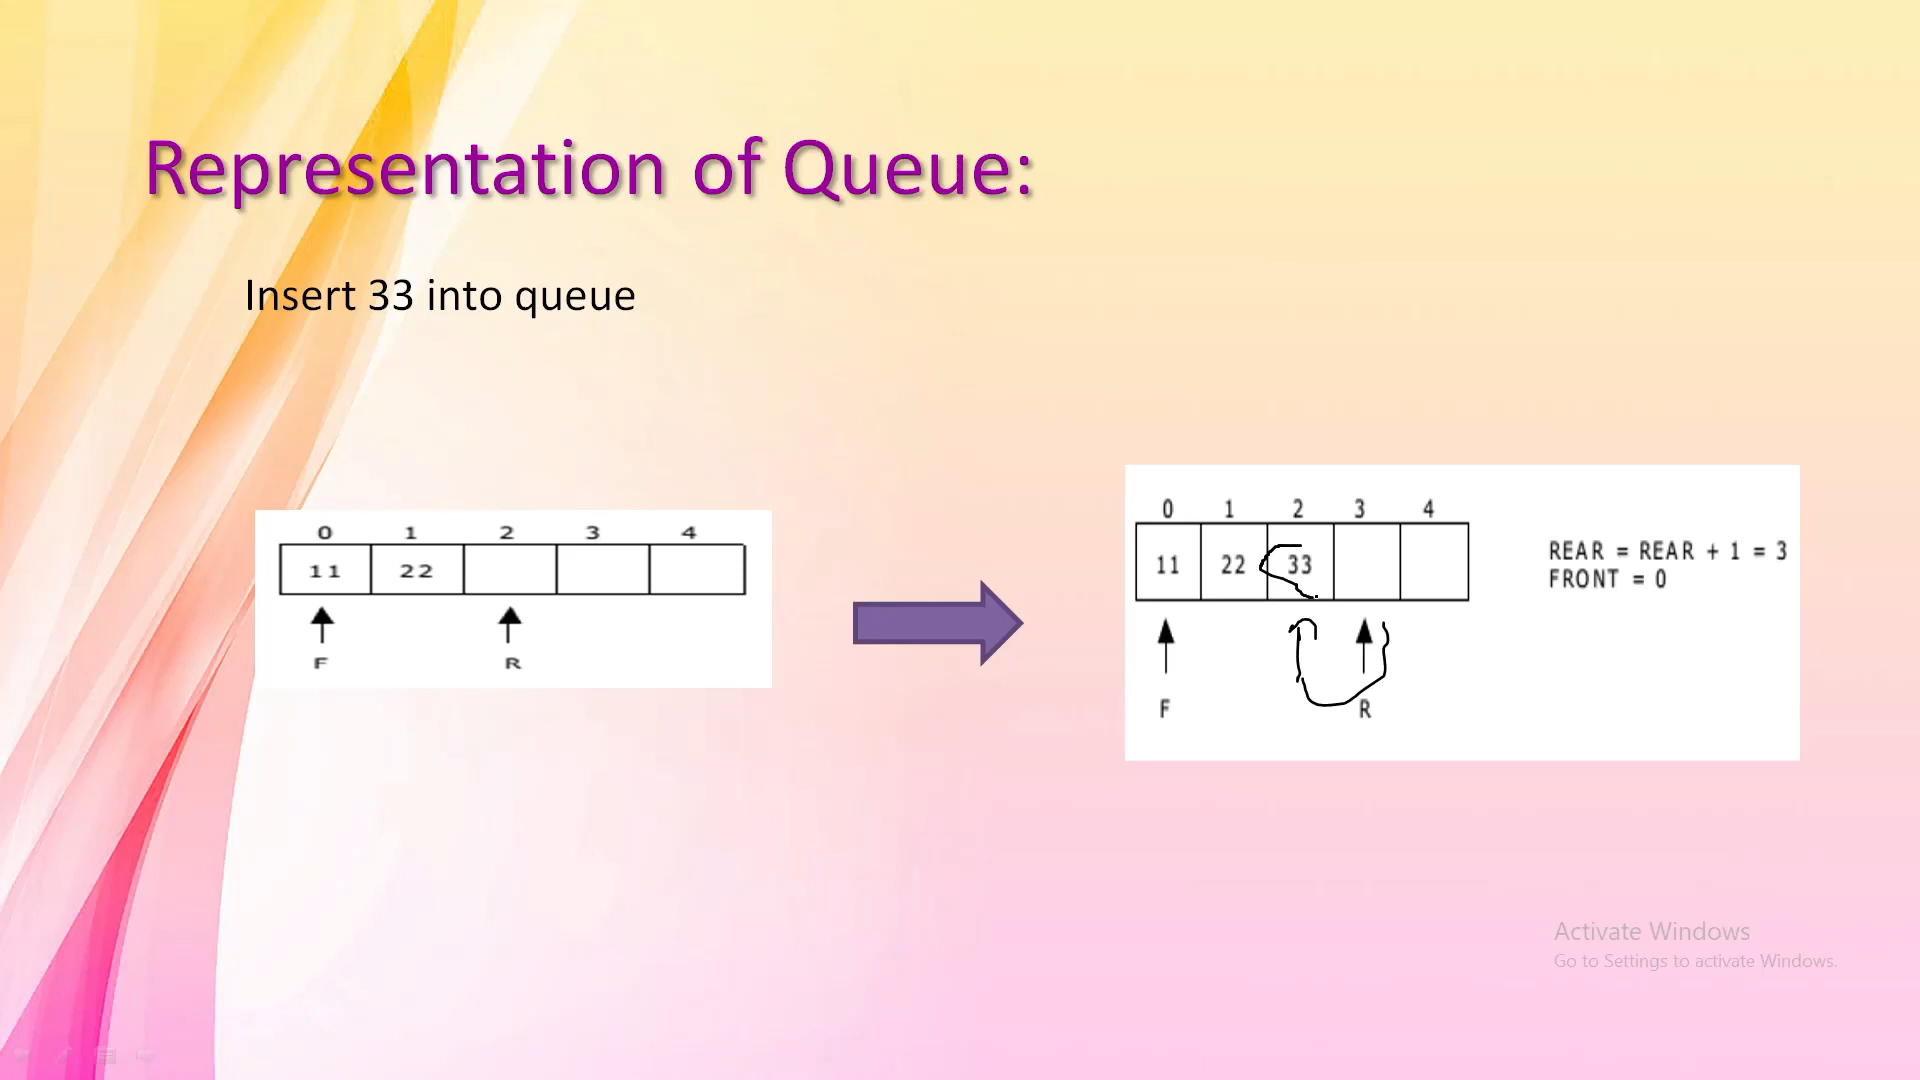 Representation of Queue:
Insert 33 into queue
0 1 2 3 4
11 22
F R
0 1 2 3 4
11 22 33
F R
REAR = REAR + 1 = 3
FRONT = 0
Activate Windows
Go to Settings to activate Windows.